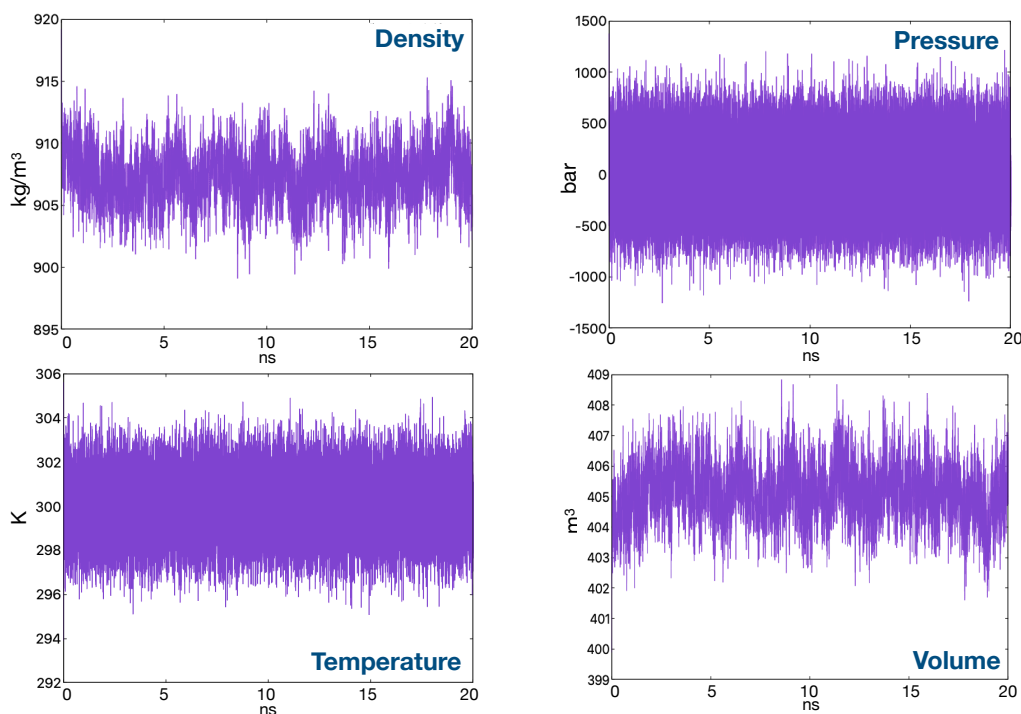 Density
920
915
910
905
900
895
kg/m³
0 5 10 15 20
ns
Pressure
1500
1000
500
0
-500
-1000
-1500
bar
0 5 10 15 20
ns
306
304
302
300
298
296
294
292
K
Temperature
0 5 10 15 20
ns
409
408
407
406
405
404
403
402
401
400
399
m³
Volume
0 5 10 15 20
ns